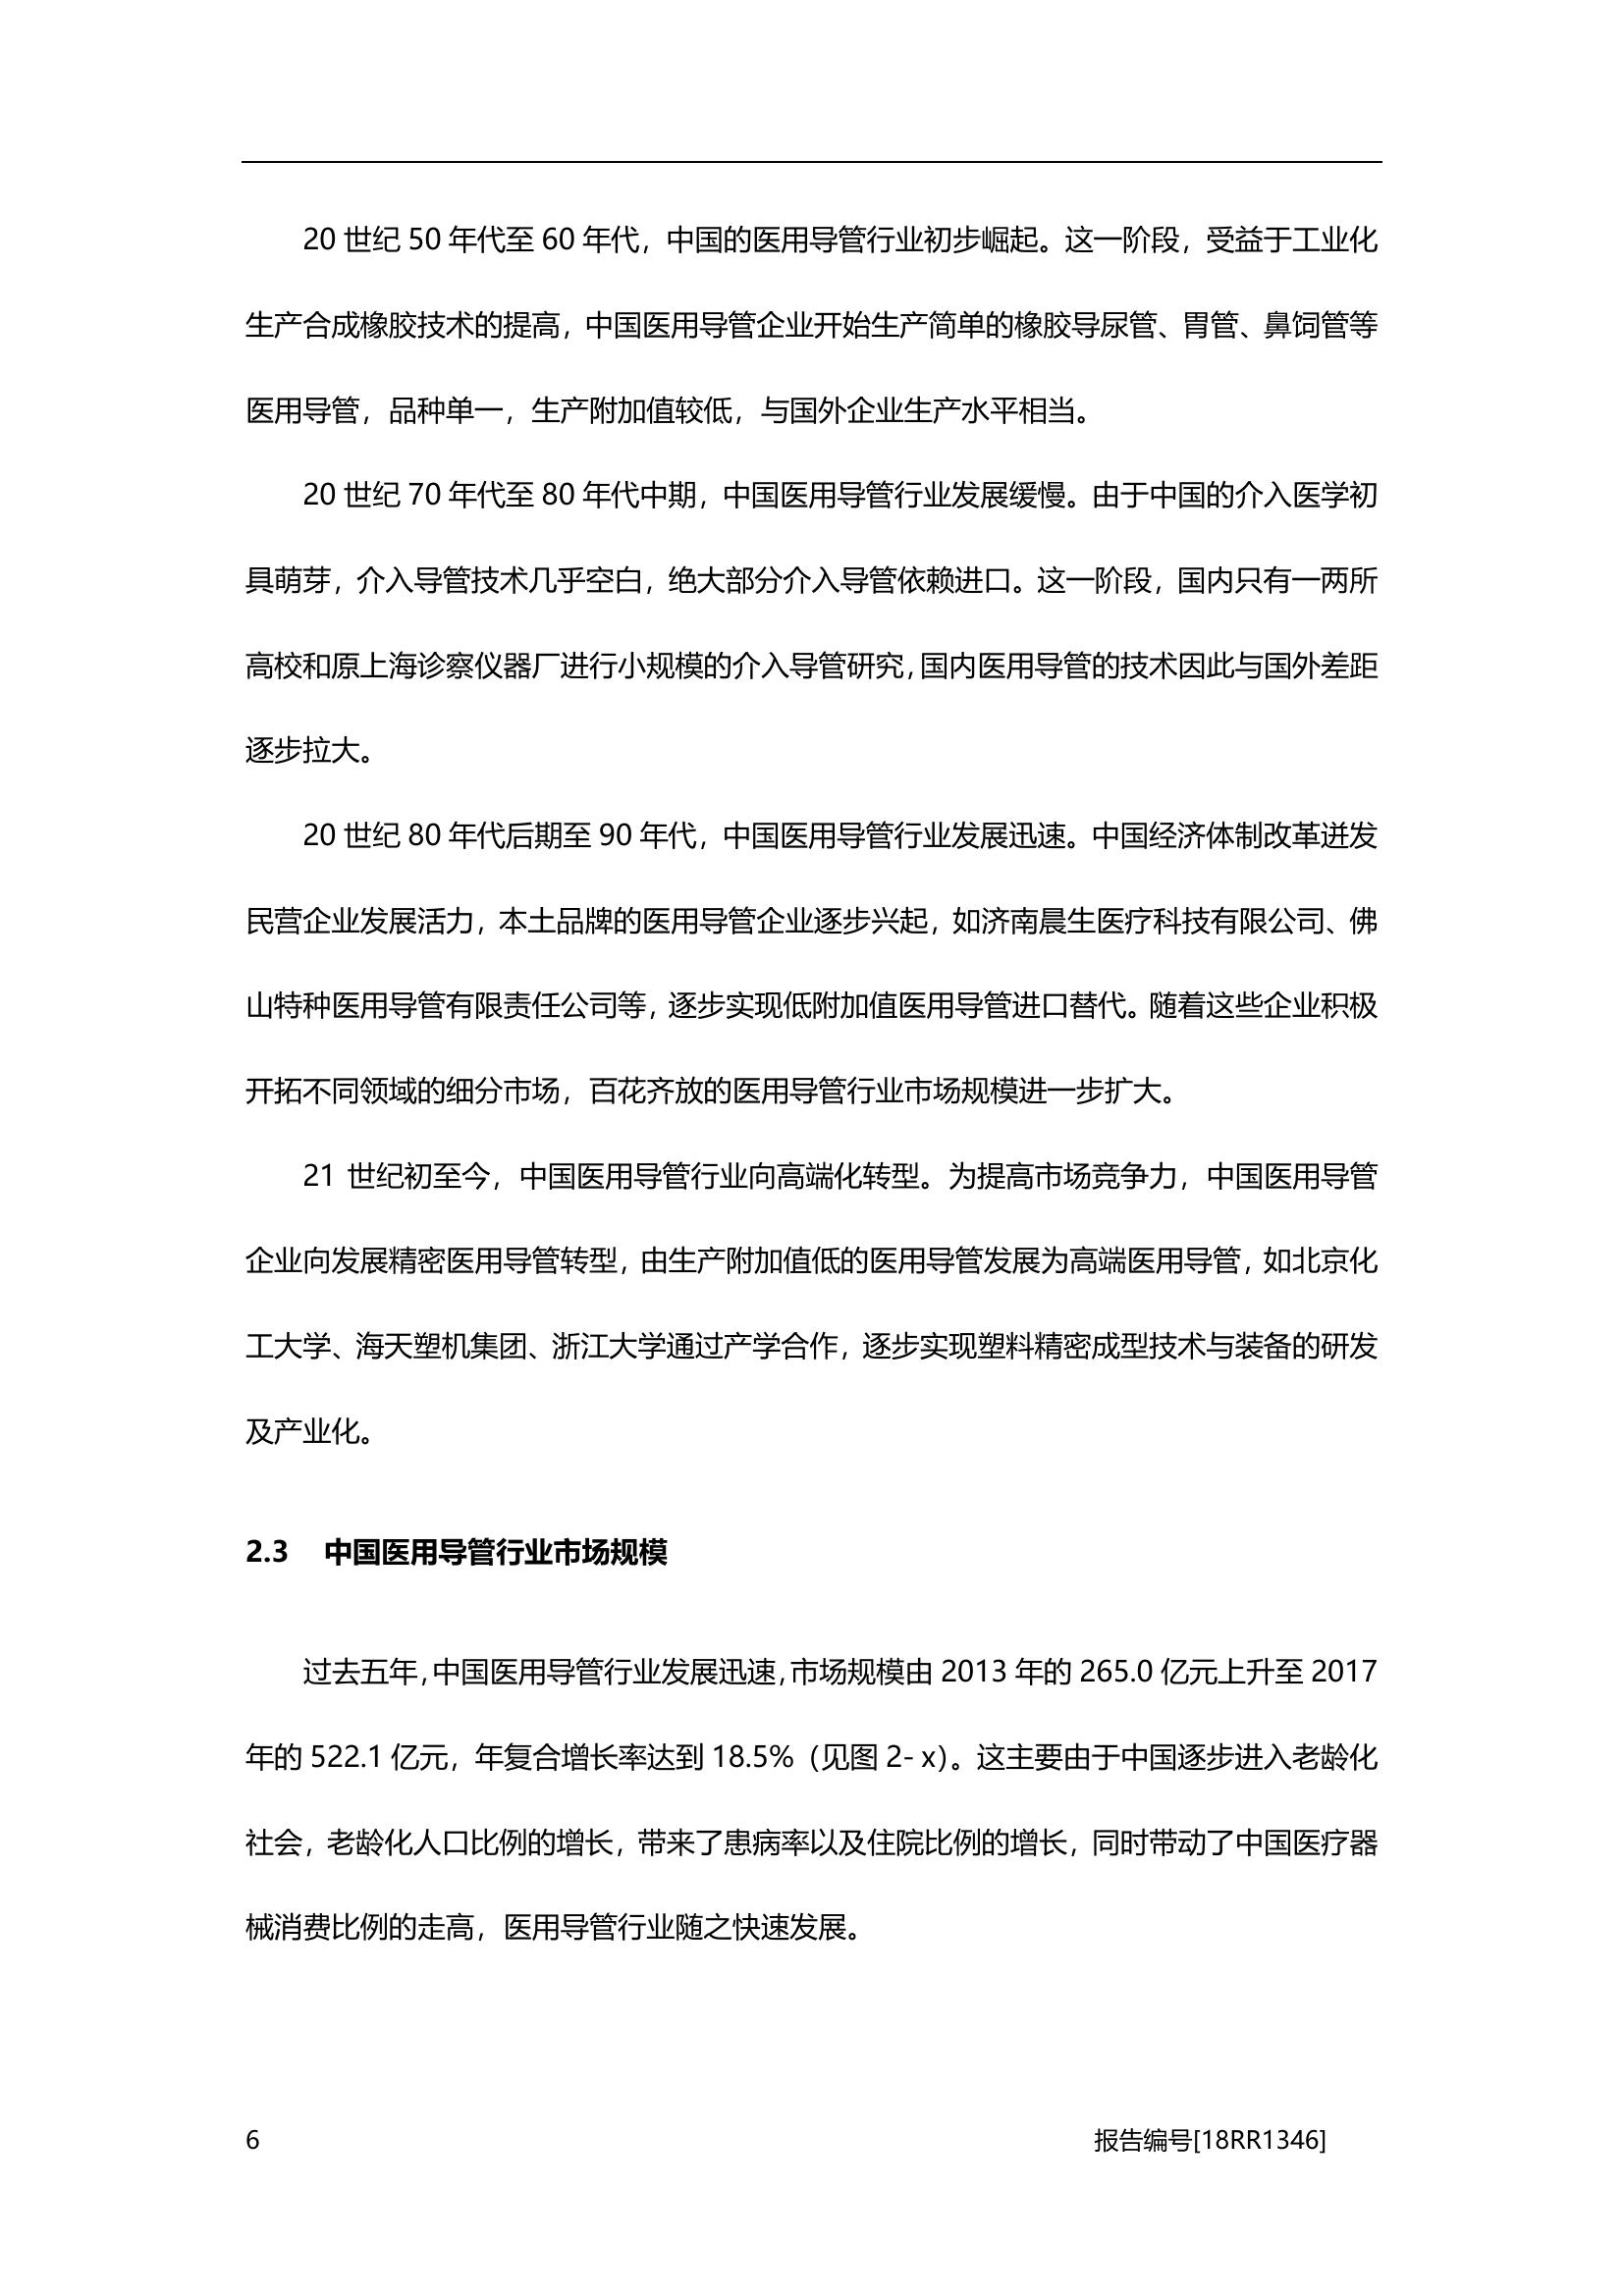 20 世纪 50 年代至 60 年代，中国的医用导管行业初步崛起。这一阶段，受益于工业化
生产合成橡胶技术的提高，中国医用导管企业开始生产简单的橡胶导尿管、胃管、鼻饲管等
医用导管，品种单一，生产附加值较低，与国外企业生产水平相当。
20 世纪 70 年代至 80 年代中期，中国医用导管行业发展缓慢。由于中国的介入医学初
具萌芽，介入导管技术几乎空白，绝大部分介入导管依赖进口。这一阶段，国内只有一两所
高校和原上海诊察仪器厂进行小规模的介入导管研究，国内医用导管的技术因此与国外差距
逐步拉大。
20 世纪 80 年代后期至 90 年代，中国医用导管行业发展迅速。中国经济体制改革迸发
民营企业发展活力，本土品牌的医用导管企业逐步兴起，如济南晨生医疗科技有限公司、佛
山特种医用导管有限责任公司等，逐步实现低附加值医用导管进口替代。随着这些企业积极
开拓不同领域的细分市场，百花齐放的医用导管行业市场规模进一步扩大。
21 世纪初至今，中国医用导管行业向高端化转型。为提高市场竞争力，中国医用导管
企业向发展精密医用导管转型，由生产附加值低的医用导管发展为高端医用导管，如北京化
工大学、海天塑机集团、浙江大学通过产学合作，逐步实现塑料精密成型技术与装备的研发
及产业化。
2.3 中国医用导管行业市场规模
过去五年，中国医用导管行业发展迅速，市场规模由 2013 年的 265.0 亿元上升至 2017
年的 522.1 亿元，年复合增长率达到 18.5%（见图 2- x）。这主要由于中国逐步进入老龄化
社会，老龄化人口比例的增长，带来了患病率以及住院比例的增长，同时带动了中国医疗器
械消费比例的走高，医用导管行业随之快速发展。
6 报告编号[18RR1346]